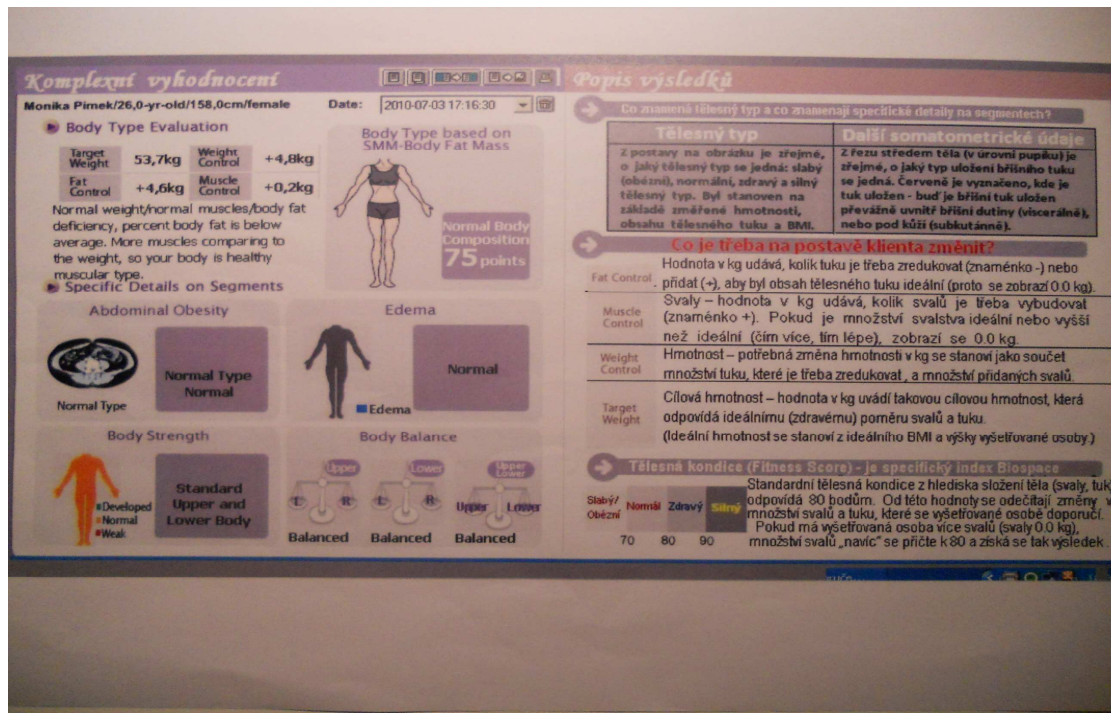 Komplexní vyhodnocení
Monika Pimek/26,0-yr-old/158,0cm/female Date: 2010-07-03 17:16:30
Body Type Evaluation
Target Weight 53,7kg Weight Control +4,8kg
Fat Control +4,6kg Muscle Control +0,2kg
Normal weight/normal muscles/body fat
deficiency, percent body fat is below
average. More muscles comparing to
the weight, so your body is healthy
muscular type.
Body Type based on
SMM-Body Fat Mass
Normal Body
Composition
75 points
Specific Details on Segments
Abdominal Obesity
Normal Type
Normal Type
Normal
Edema
Edema
Normal
Body Strength
Developed
Normal
Weak
Standard
Upper and
Lower Body
Body Balance
Upper
L R
Balanced
Lower
L R
Balanced
Upper
Lower
Upper Lower
Balanced
Popis výsledků
Co znamená tělesný typ a co znamenají specifické detaily na segmentech?
Tělesný typ
Z postavy na obrázku je zřejmé,
o jaký tělesný typ se jedná: slabý
(obézní), normální, zdravý a silný
tělesný typ. Byl stanoven na
základě změřené hmotnosti,
obsahu tělesného tuku a BMI.
Další somatometrické údaje
Z řezu středem těla (v úrovni pupíku) je
zřejmé, o jaký typ uložení břišního tuku
se jedná. Červeně je vyznačeno, kde je
tuk uložen - buď je břišní tuk uložen
převážně uvnitř břišní dutiny (viscerálně),
nebo pod kůží (subkutánně).
Co je třeba na postavě klienta změnit?
Fat Control
Hodnota v kg udává, kolik tuku je třeba zredukovat (znaménko -) nebo
přidat (+), aby byl obsah tělesného tuku ideální (proto se zobrazí 0.0 kg).
Muscle
Control
Svaly – hodnota v kg udává, kolik svalů je třeba vybudovat
(znaménko +). Pokud je množství svalstva ideální nebo vyšší
než ideální (čím více, tím lépe), zobrazí se 0.0 kg.
Weight
Control
Hmotnost – potřebná změna hmotnosti v kg se stanoví jako součet
množství tuku, které je třeba zredukovat , a množství přidaných svalů.
Target
Weight
Cílová hmotnost – hodnota v kg uvádí takovou cílovou hmotnost, která
odpovídá ideálnímu (zdravému) poměru svalů a tuku.
(Ideální hmotnost se stanoví z ideálního BMI a výšky vyšetřované osoby.)
Tělesná kondice (Fitness Score) - je specifický index Biospace
Slabý/
Obézní Normál Zdravý Silný
70 80 90
Standardní tělesná kondice z hlediska složení těla (svaly, tuk)
odpovídá 80 bodům. Od této hodnoty se odečítají změny v
množství svalů a tuku, které se vyšetřované osobě doporučí.
Pokud má vyšetřovaná osoba více svalů (svaly 0.0 kg),
množství svalů „navíc" se přičte k 80 a získá se tak výsledek.